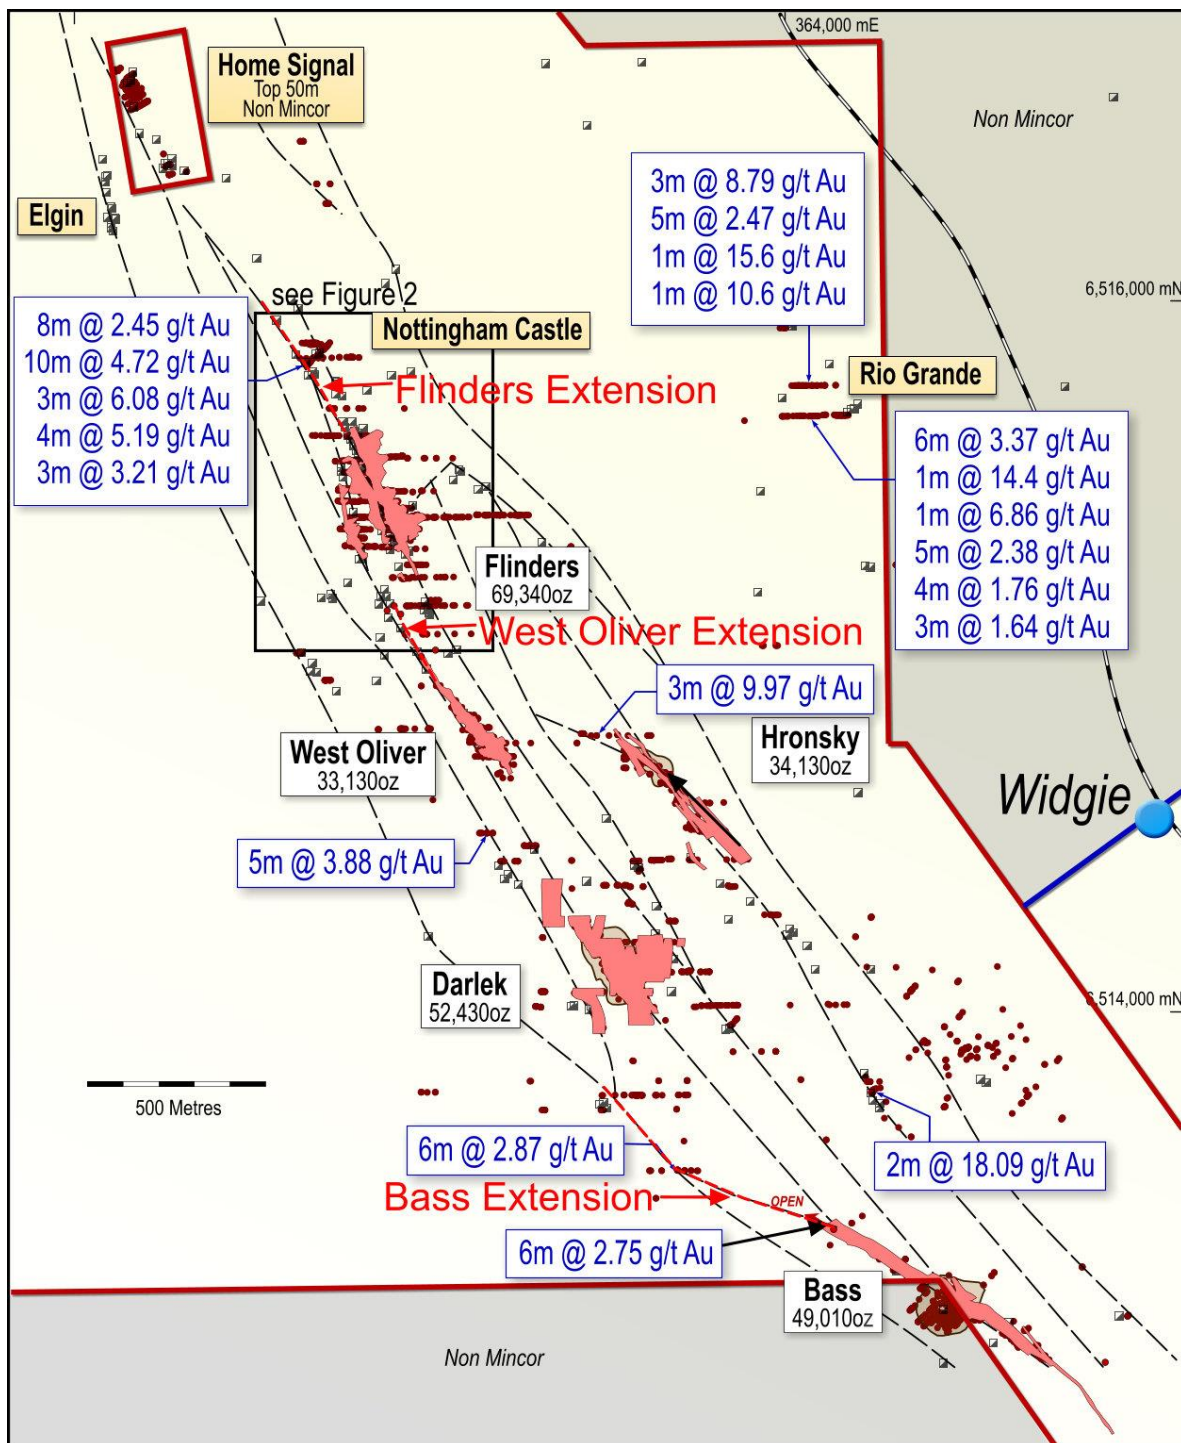 364,000 mE
Home Signal
Top 50m
Non Mincor
Non Mincor
3m @ 8.79 g/t Au
5m @ 2.47 g/t Au
1m @ 15.6 g/t Au
1m @ 10.6 g/t Au
Elgin
6,516,000 mN
see Figure 2
8m @ 2.45 g/t Au
10m @ 4.72 g/t Au
3m @ 6.08 g/t Au
4m @ 5.19 g/t Au
3m @ 3.21 g/t Au
Nottingham Castle
Flinders Extension
Rio Grande
6m @ 3.37 g/t Au
1m @ 14.4 g/t Au
1m @ 6.86 g/t Au
5m @ 2.38 g/t Au
4m @ 1.76 g/t Au
3m @ 1.64 g/t Au
Flinders
69,340oz
West Oliver Extension
3m @ 9.97 g/t Au
West Oliver
33,130oz
Hronsky
34,130oz
Widgie
5m @ 3.88 g/t Au
Darlek
52,430oz
6,514,000 mN
500 Metres
6m @ 2.87 g/t Au
2m @ 18.09 g/t Au
Bass Extension
OPEN
6m @ 2.75 g/t Au
Bass
49,010oz
Non Mincor